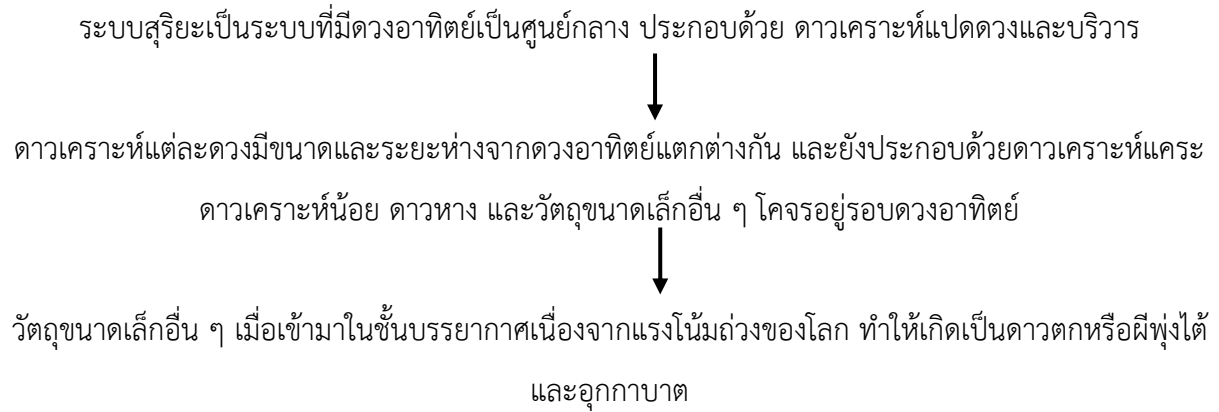 ระบบสุริยะเป็นระบบที่มีดวงอาทิตย์เป็นศูนย์กลาง ประกอบด้วย ดาวเคราะห์แปดดวงและบริวาร
ดาวเคราะห์แต่ละดวงมีขนาดและระยะห่างจากดวงอาทิตย์แตกต่างกัน และยังประกอบด้วยดาวเคราะห์แคระ
ดาวเคราะห์น้อย ดาวหาง และวัตถุขนาดเล็กอื่น ๆ โคจรอยู่รอบดวงอาทิตย์
วัตถุขนาดเล็กอื่น ๆ เมื่อเข้ามาในชั้นบรรยากาศเนื่องจากแรงโน้มถ่วงของโลก ทำให้เกิดเป็นดาวตกหรือผีพุ่งไต้
และอุกกาบาต